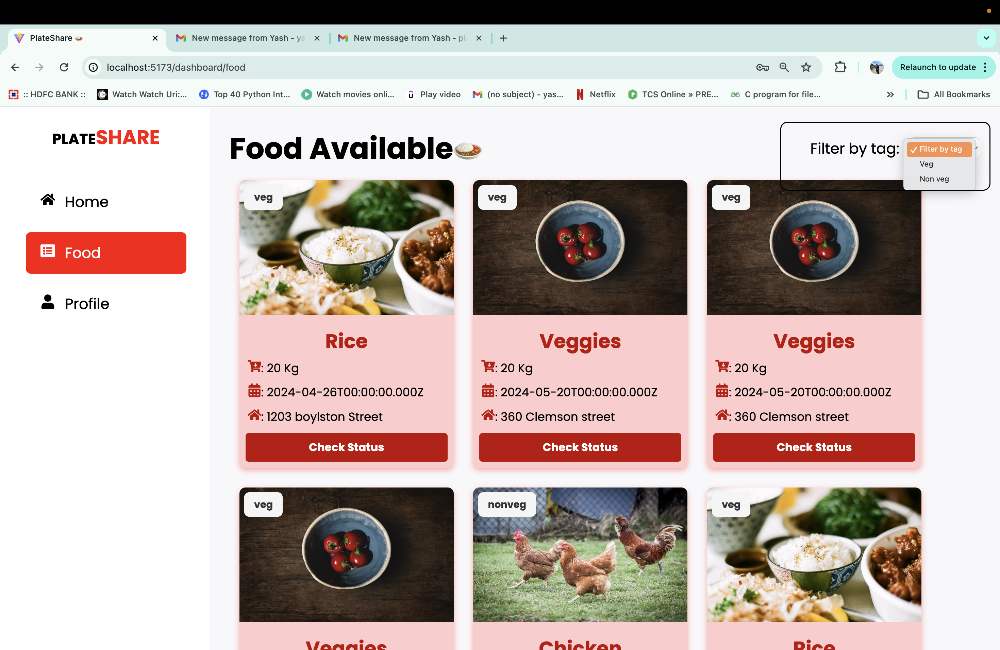 PlateShare
New message from Yash - ya
New message from Yash - pl
localhost:5173/dashboard/food
Relaunch to update
:: HDFC BANK ::
Watch Watch Uri:...
Top 40 Python Int...
Watch movies onli...
Play video
(no subject) - yas...
Netflix
TCS Online » PRE...
C program for file...
All Bookmarks
PLATESHARE
Home
Food
Profile
Food Available
Filter by tag:
Filter by tag
Veg
Non veg
veg
Rice
: 20 Kg
: 2024-04-26T00:00:00.000Z
: 1203 boylston Street
Check Status
veg
Veggies
: 20 Kg
: 2024-05-20T00:00:00.000Z
: 360 Clemson street
Check Status
veg
Veggies
: 20 Kg
: 2024-05-20T00:00:00.000Z
: 360 Clemson street
Check Status
veg
Veggies
nonveg
Chicken
veg
Rice